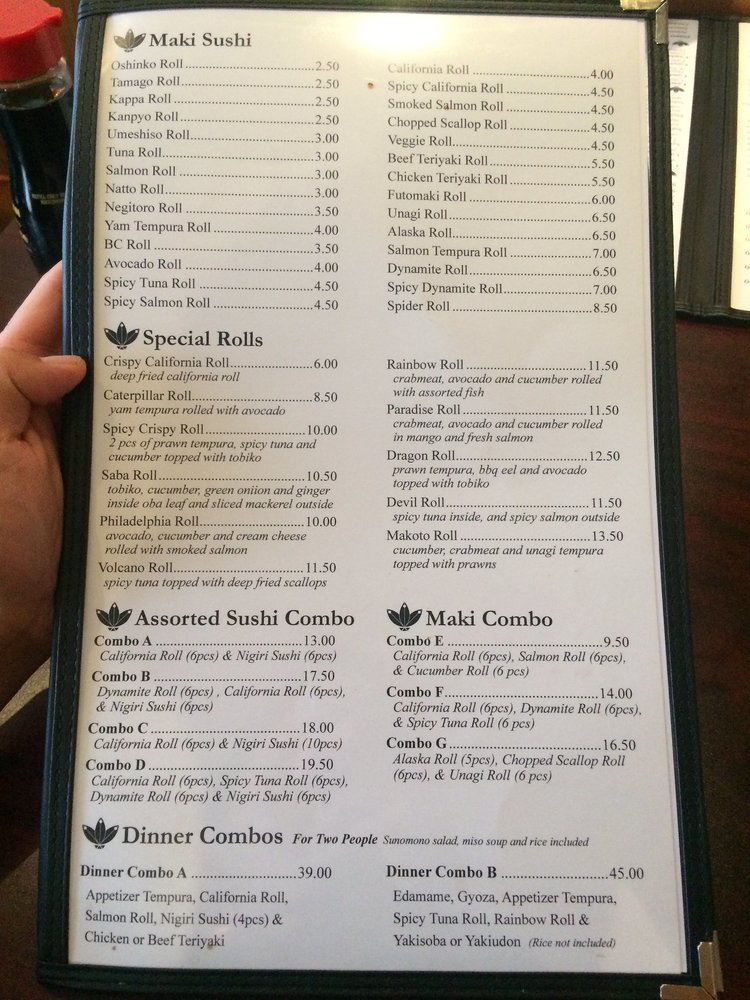 Maki Sushi
Oshinko Roll ........ 2.50
Tamago Roll ........ 2.50
Kappa Roll ........ 2.50
Kanpyo Roll ........ 2.50
Umeshiso Roll ........ 3.00
Tuna Roll ........ 3.00
Salmon Roll ........ 3.00
Natto Roll ........ 3.00
Negitoro Roll ........ 3.50
Yam Tempura Roll ........ 4.00
BC Roll ........ 3.50
Avocado Roll ........ 4.00
Spicy Tuna Roll ........ 4.50
Spicy Salmon Roll ........ 4.50
California Roll ........ 4.00
Spicy California Roll ........ 4.50
Smoked Salmon Roll ........ 4.50
Chopped Scallop Roll ........ 4.50
Veggie Roll ........ 4.50
Beef Teriyaki Roll ........ 5.50
Chicken Teriyaki Roll ........ 5.50
Futomaki Roll ........ 6.00
Unagi Roll ........ 6.50
Alaska Roll ........ 6.50
Salmon Tempura Roll ........ 7.00
Dynamite Roll ........ 6.50
Spicy Dynamite Roll ........ 7.00
Spider Roll ........ 8.50
Special Rolls
Crispy California Roll ........ 6.00
deep fried california roll
Caterpillar Roll ........ 8.50
yam tempura rolled with avocado
Spicy Crispy Roll ........ 10.00
2 pcs of prawn tempura, spicy tuna and
cucumber topped with tobiko
Saba Roll ........ 10.50
tobiko, cucumber, green oniion and ginger
inside oba leaf and sliced mackerel outside
Philadelphia Roll ........ 10.00
avocado, cucumber and cream cheese
rolled with smoked salmon
Volcano Roll ........ 11.50
spicy tuna topped with deep fried scallops
Rainbow Roll ........ 11.50
crabmeat, avocado and cucumber rolled
with assorted fish
Paradise Roll ........ 11.50
crabmeat, avocado and cucumber rolled
in mango and fresh salmon
Dragon Roll ........ 12.50
prawn tempura, bbq eel and avocado
topped with tobiko
Devil Roll ........ 11.50
spicy tuna inside, and spicy salmon outside
Makoto Roll ........ 13.50
cucumber, crabmeat and unagi tempura
topped with prawns
Assorted Sushi Combo
Combo A ........ 13.00
California Roll (6pcs) & Nigiri Sushi (6pcs)
Combo B ........ 17.50
Dynamite Roll (6pcs) , California Roll (6pcs),
& Nigiri Sushi (6pcs)
Combo C ........ 18.00
California Roll (6pcs) & Nigiri Sushi (10pcs)
Combo D ........ 19.50
California Roll (6pcs), Spicy Tuna Roll (6pcs),
Dynamite Roll (6pcs) & Nigiri Sushi (6pcs)
Maki Combo
Combo E ........ 9.50
California Roll (6pcs), Salmon Roll (6pcs),
& Cucumber Roll (6 pcs)
Combo F ........ 14.00
California Roll (6pcs), Dynamite Roll (6pcs),
& Spicy Tuna Roll (6 pcs)
Combo G ........ 16.50
Alaska Roll (5pcs), Chopped Scallop Roll
(6pcs), & Unagi Roll (6 pcs)
Dinner Combos For Two People Sunomono salad, miso soup and rice included
Dinner Combo A ........ 39.00
Appetizer Tempura, California Roll,
Salmon Roll, Nigiri Sushi (4pcs) &
Chicken or Beef Teriyaki
Dinner Combo B ........ 45.00
Edamame, Gyoza, Appetizer Tempura,
Spicy Tuna Roll, Rainbow Roll &
Yakisoba or Yakiudon (Rice not included)